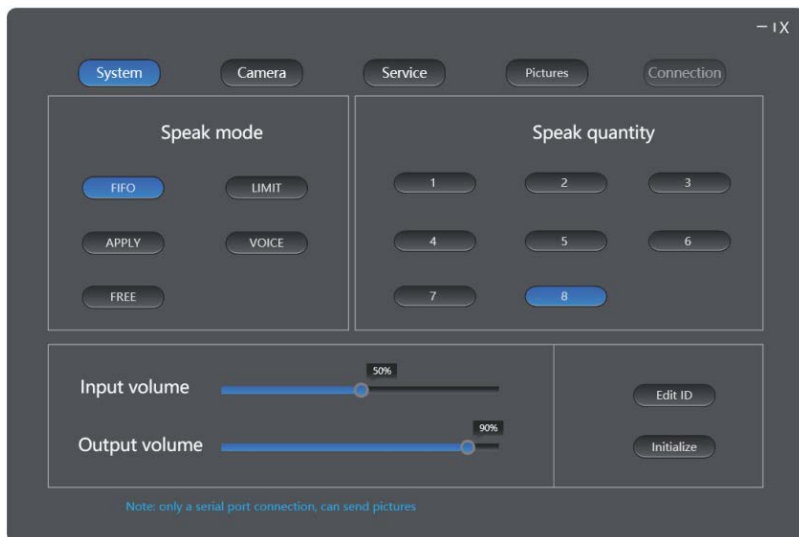 System Camera Service Pictures Connection
Speak mode
FIFO LIMIT
APPLY VOICE
FREE
Speak quantity
1 2 3
4 5 6
7 8
50%
Input volume
90%
Output volume
Edit ID
Initialize
Note: only a serial port connection, can send pictures